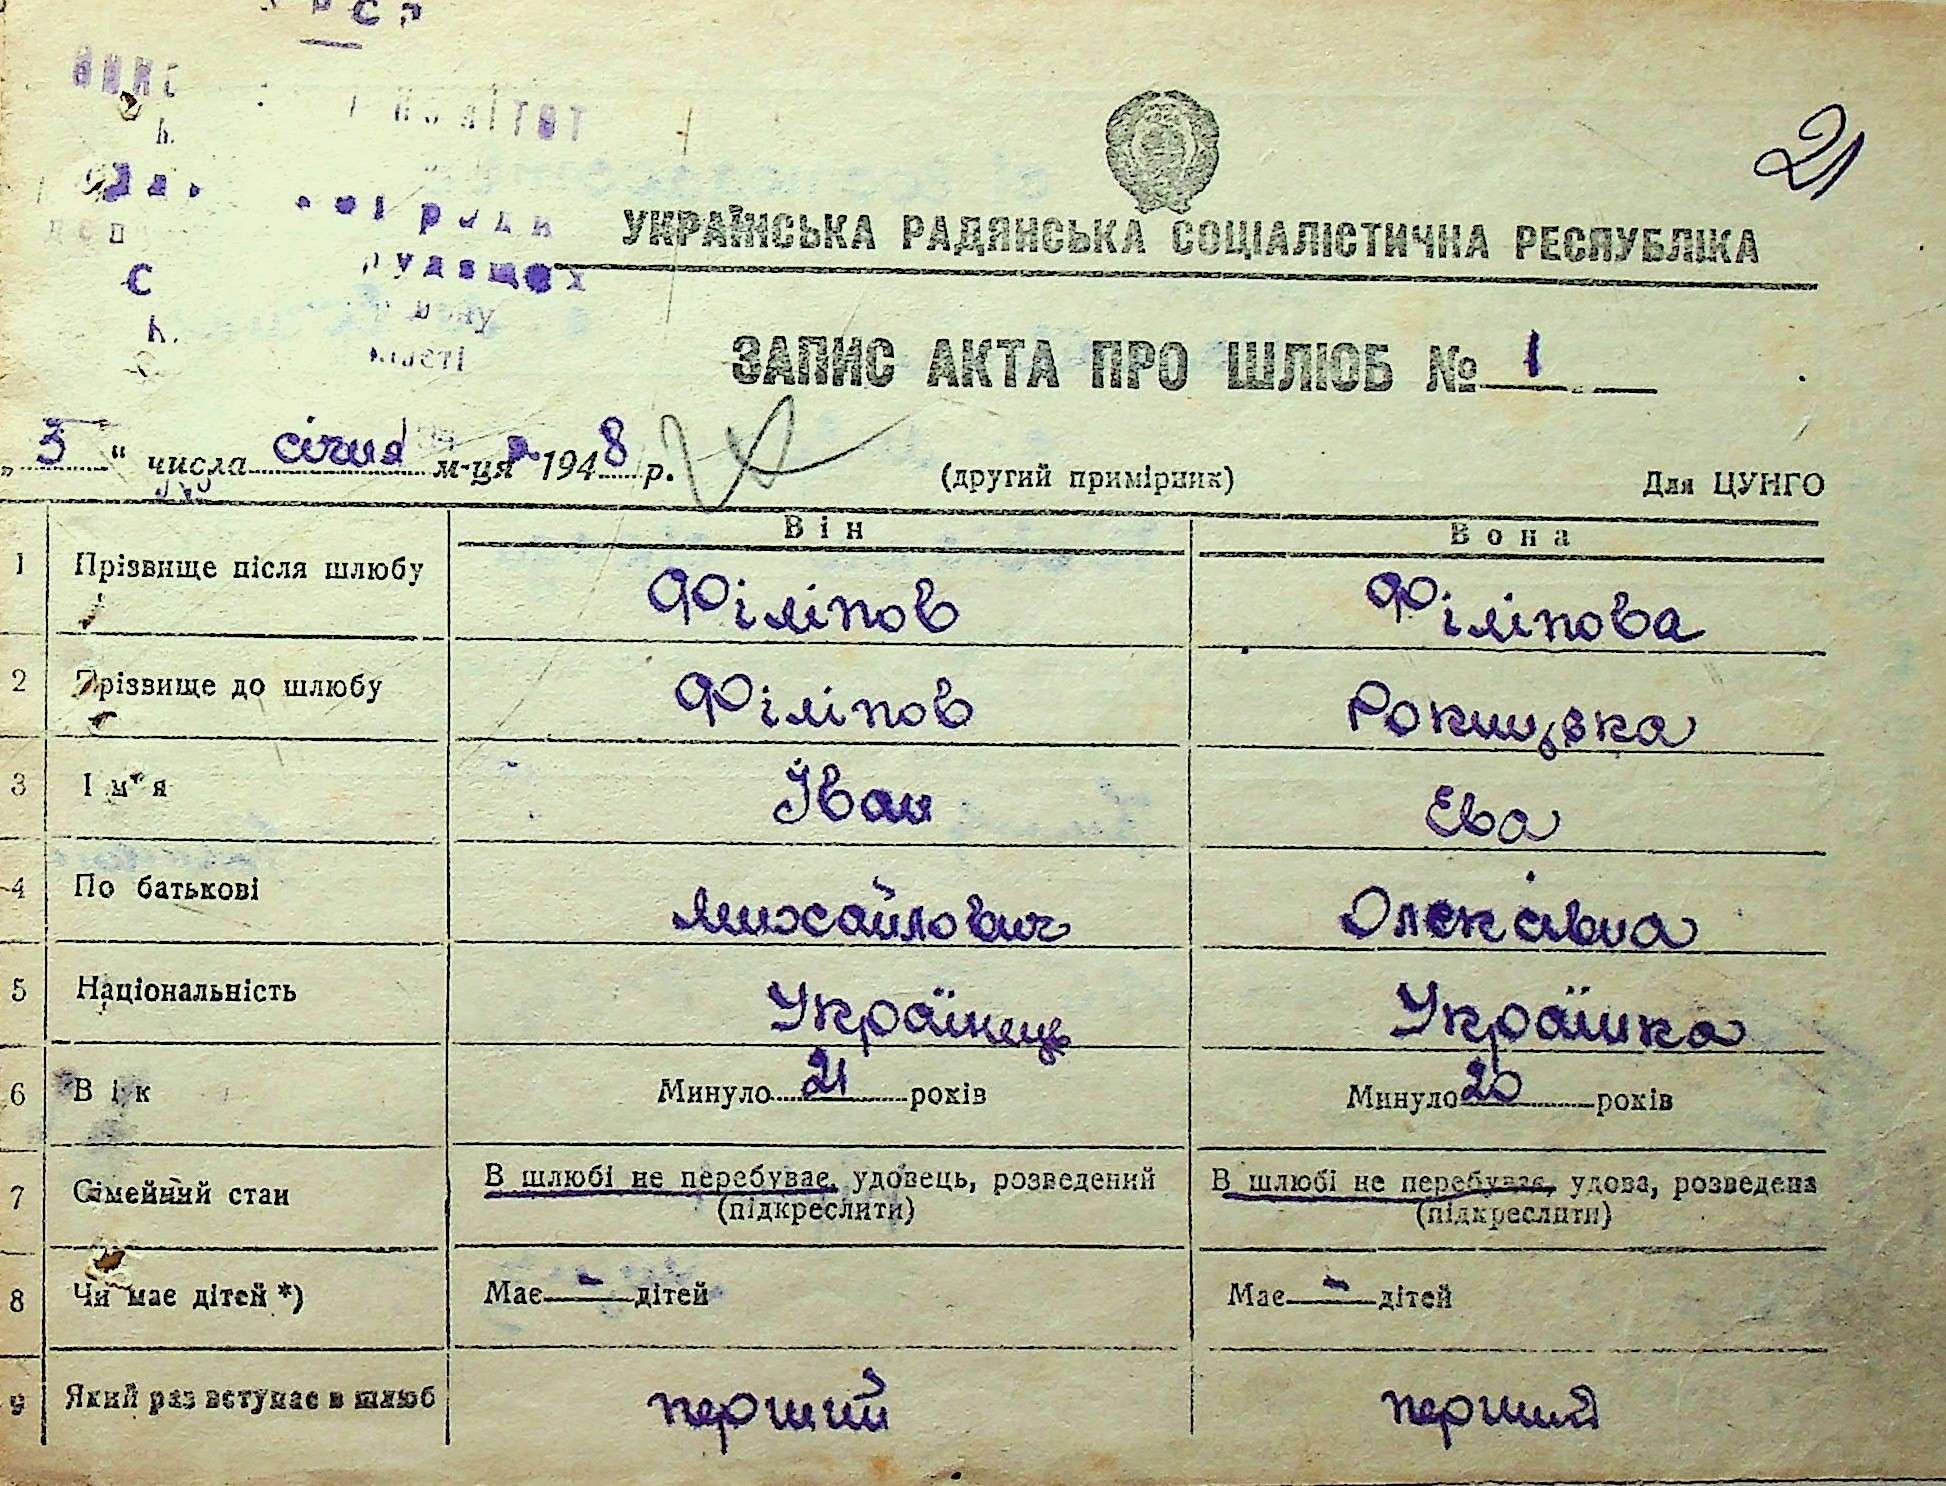 21
УКРАЇНСЬКА РАДЯНСЬКА СОЦІАЛІСТИЧНА РЕСПУБЛІКА
ЗАПИС АКТА ПРО ШЛЮБ № 1
„3“ числа січня м-ця 1948 р. (другий примірник) Для ЦУНГО
Він Вона
1 Прізвище після шлюбу Філіпов Філіпова
2 Прізвище до шлюбу Філіпов
3 Ім'я Іван Ева
4 По батькові Михайлович Олексівна
5 Національність Українець Українка
6 Вік Минуло 21 років Минуло 20 років
7 Сімейний стан В шлюбі не перебуває, удовець, розведений В шлюбі не перебуває, удова, розведена
(підкреслити) (підкреслити)
8 Чи має дітей *) Має - дітей Має - дітей
9 Який раз вступає в шлюб перший перший